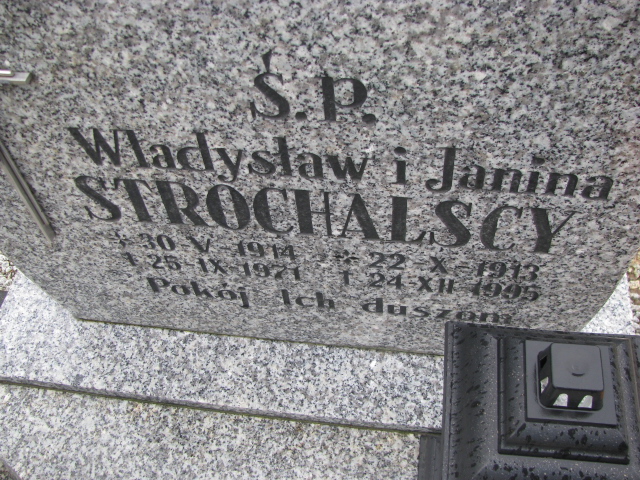 Ś.P.
Władysław i Janina
STROCHALSCY
* 30-V-1914 * 22-X-1913
† 25-IX-1971 † 24-XII-1995
Pokój Ich duszom